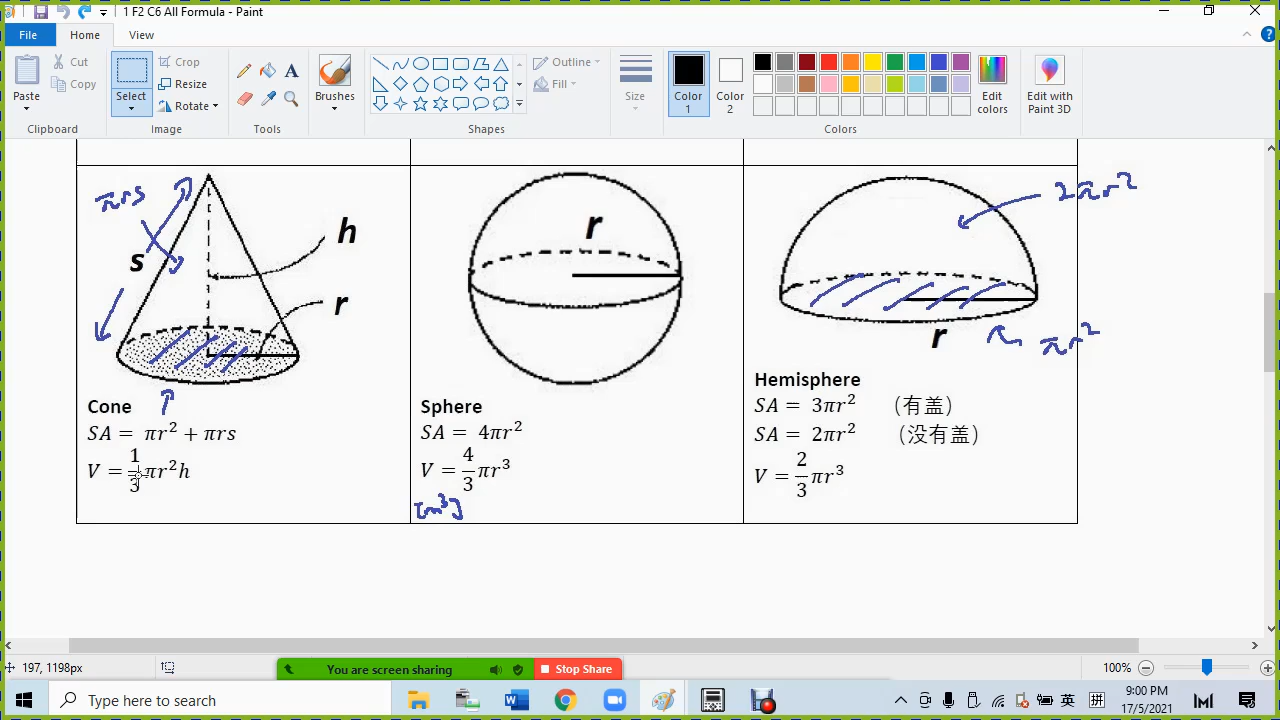 1 F2 C6 All Formula - Paint
File Home View
Paste
Cut
Copy
Clipboard
Select
Crop
Resize
Rotate
Image
Tools
Brushes
Outline
Fill
Shapes
Size
Color 1
Color 2
Edit colors
Colors
Edit with Paint 3D
πrs
s
h
r
Cone
SA = πr² + πrs
V = 1/3 πr²h
r
Sphere
SA = 4πr²
V = 4/3 πr³
[m³]
2πr²
r
πr²
Hemisphere
SA = 3πr² （有盖）
SA = 2πr² （没有盖）
V = 2/3 πr³
197, 1198px
You are screen sharing
Stop Share
100%
Type here to search
英
拼
9:00 PM
17/5/2021